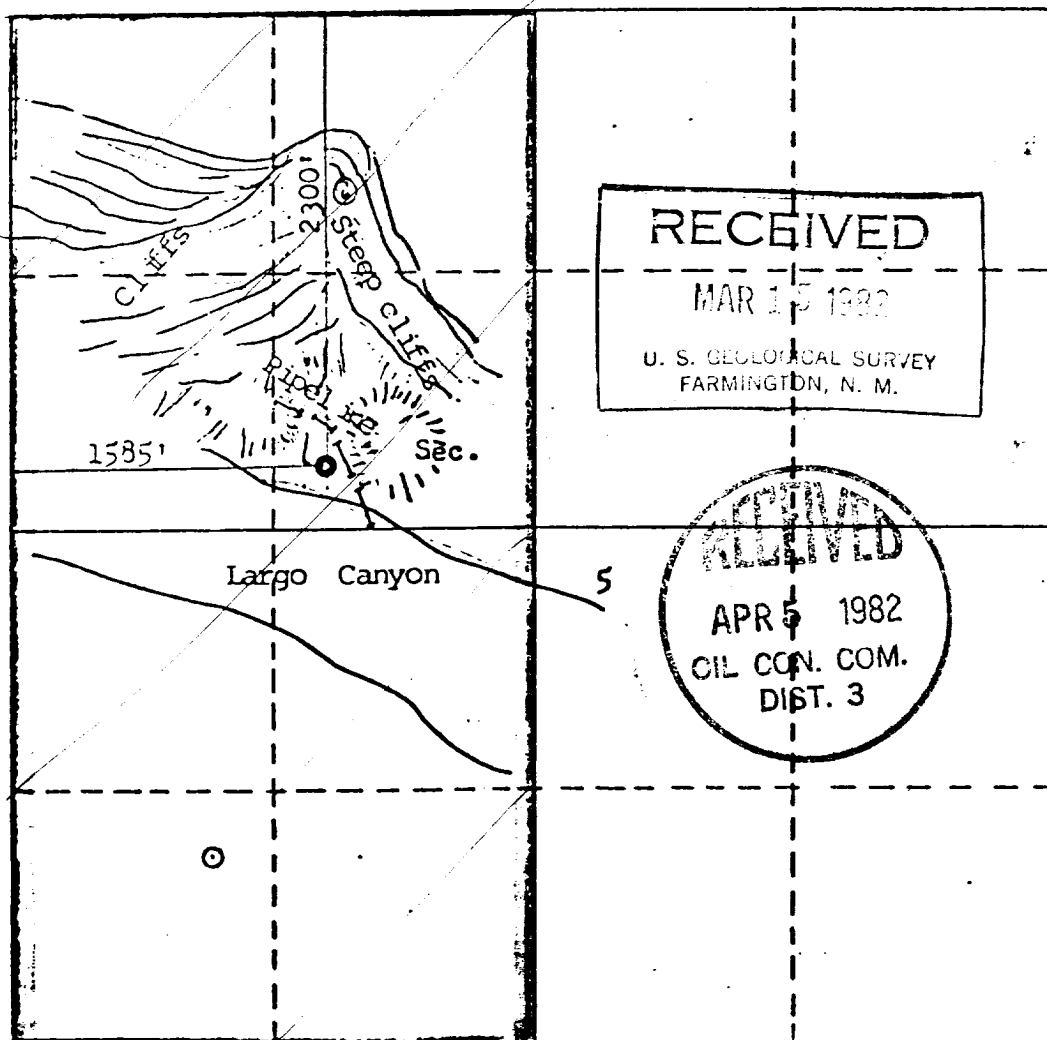 2300'
Steep cliffs
Cliffs
Pipeline
1585'
Sec.
5
Largo Canyon
RECEIVED
MAR 15 1982
U. S. GEOLOGICAL SURVEY
FARMINGTON, N. M.
RECEIVED
APR 5 1982
OIL CON. COM.
DIST. 3